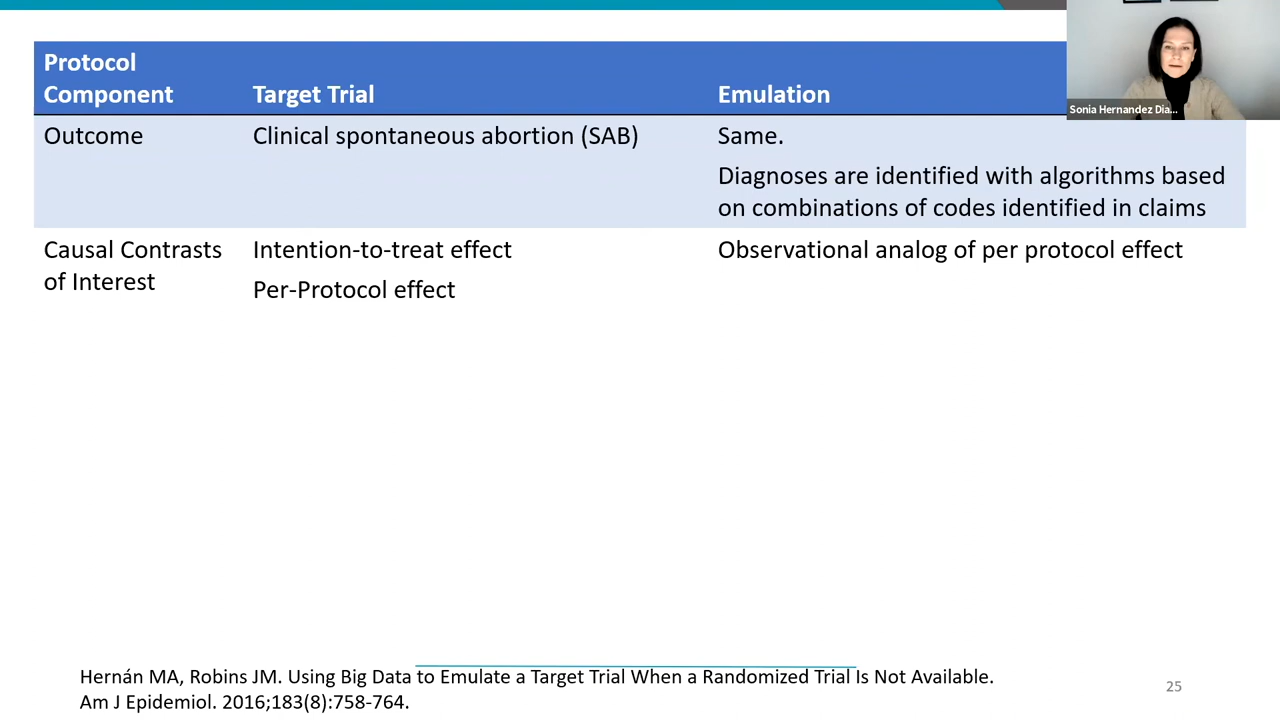 Protocol
Component
Target Trial
Emulation
Sonia Hernandez Dia...
Outcome
Clinical spontaneous abortion (SAB)
Same.
Diagnoses are identified with algorithms based
on combinations of codes identified in claims
Causal Contrasts
of Interest
Intention-to-treat effect
Per-Protocol effect
Observational analog of per protocol effect
Hernán MA, Robins JM. Using Big Data to Emulate a Target Trial When a Randomized Trial Is Not Available.
Am J Epidemiol. 2016;183(8):758-764.
25